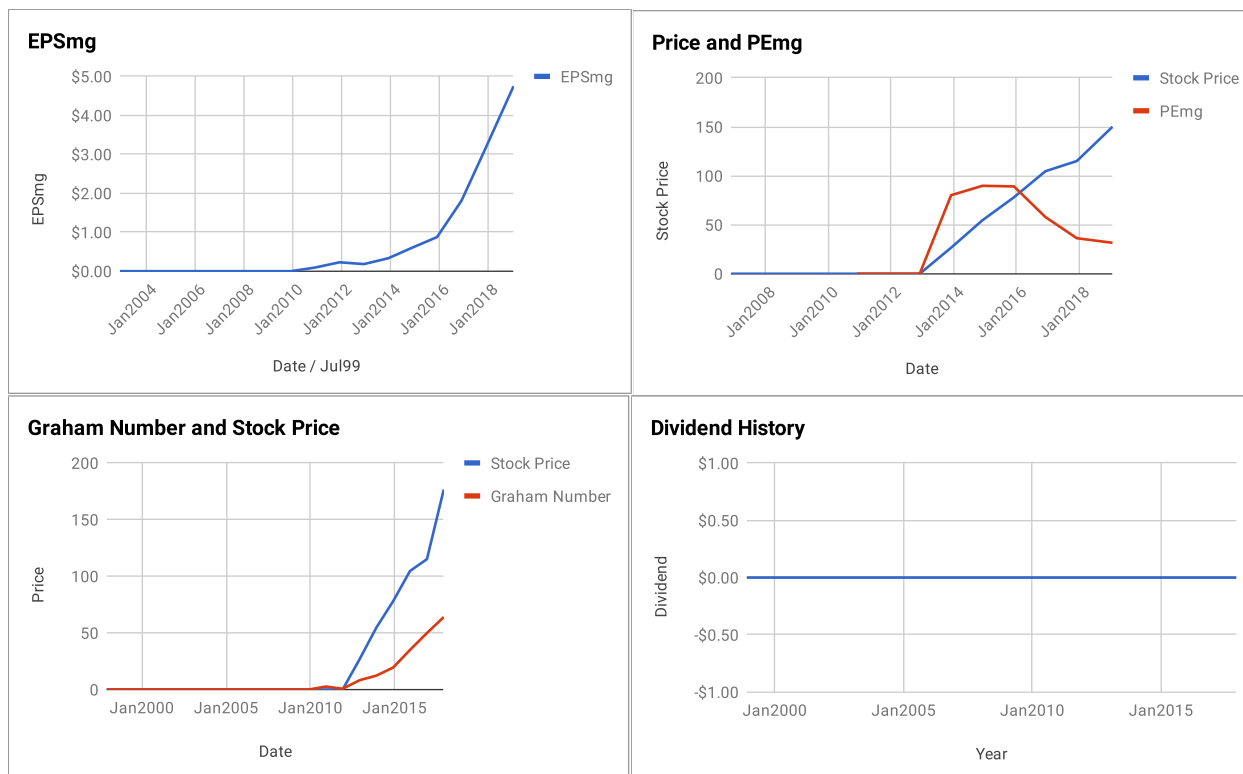 EPSmg
EPSmg
$5.00
$4.00
$3.00
$2.00
$1.00
$0.00
EPSmg
Jan2004
Jan2006
Jan2008
Jan2010
Jan2012
Jan2014
Jan2016
Jan2018
Date / Jul99
Price and PEmg
Stock Price
PEmg
200
150
100
50
0
Stock Price
Jan2008
Jan2010
Jan2012
Jan2014
Jan2016
Jan2018
Date
Graham Number and Stock Price
Stock Price
Graham Number
200
150
100
50
0
Price
Jan2000
Jan2005
Jan2010
Jan2015
Date
Dividend History
$1.00
$0.50
$0.00
-$0.50
-$1.00
Dividend
Jan2000
Jan2005
Jan2010
Jan2015
Year